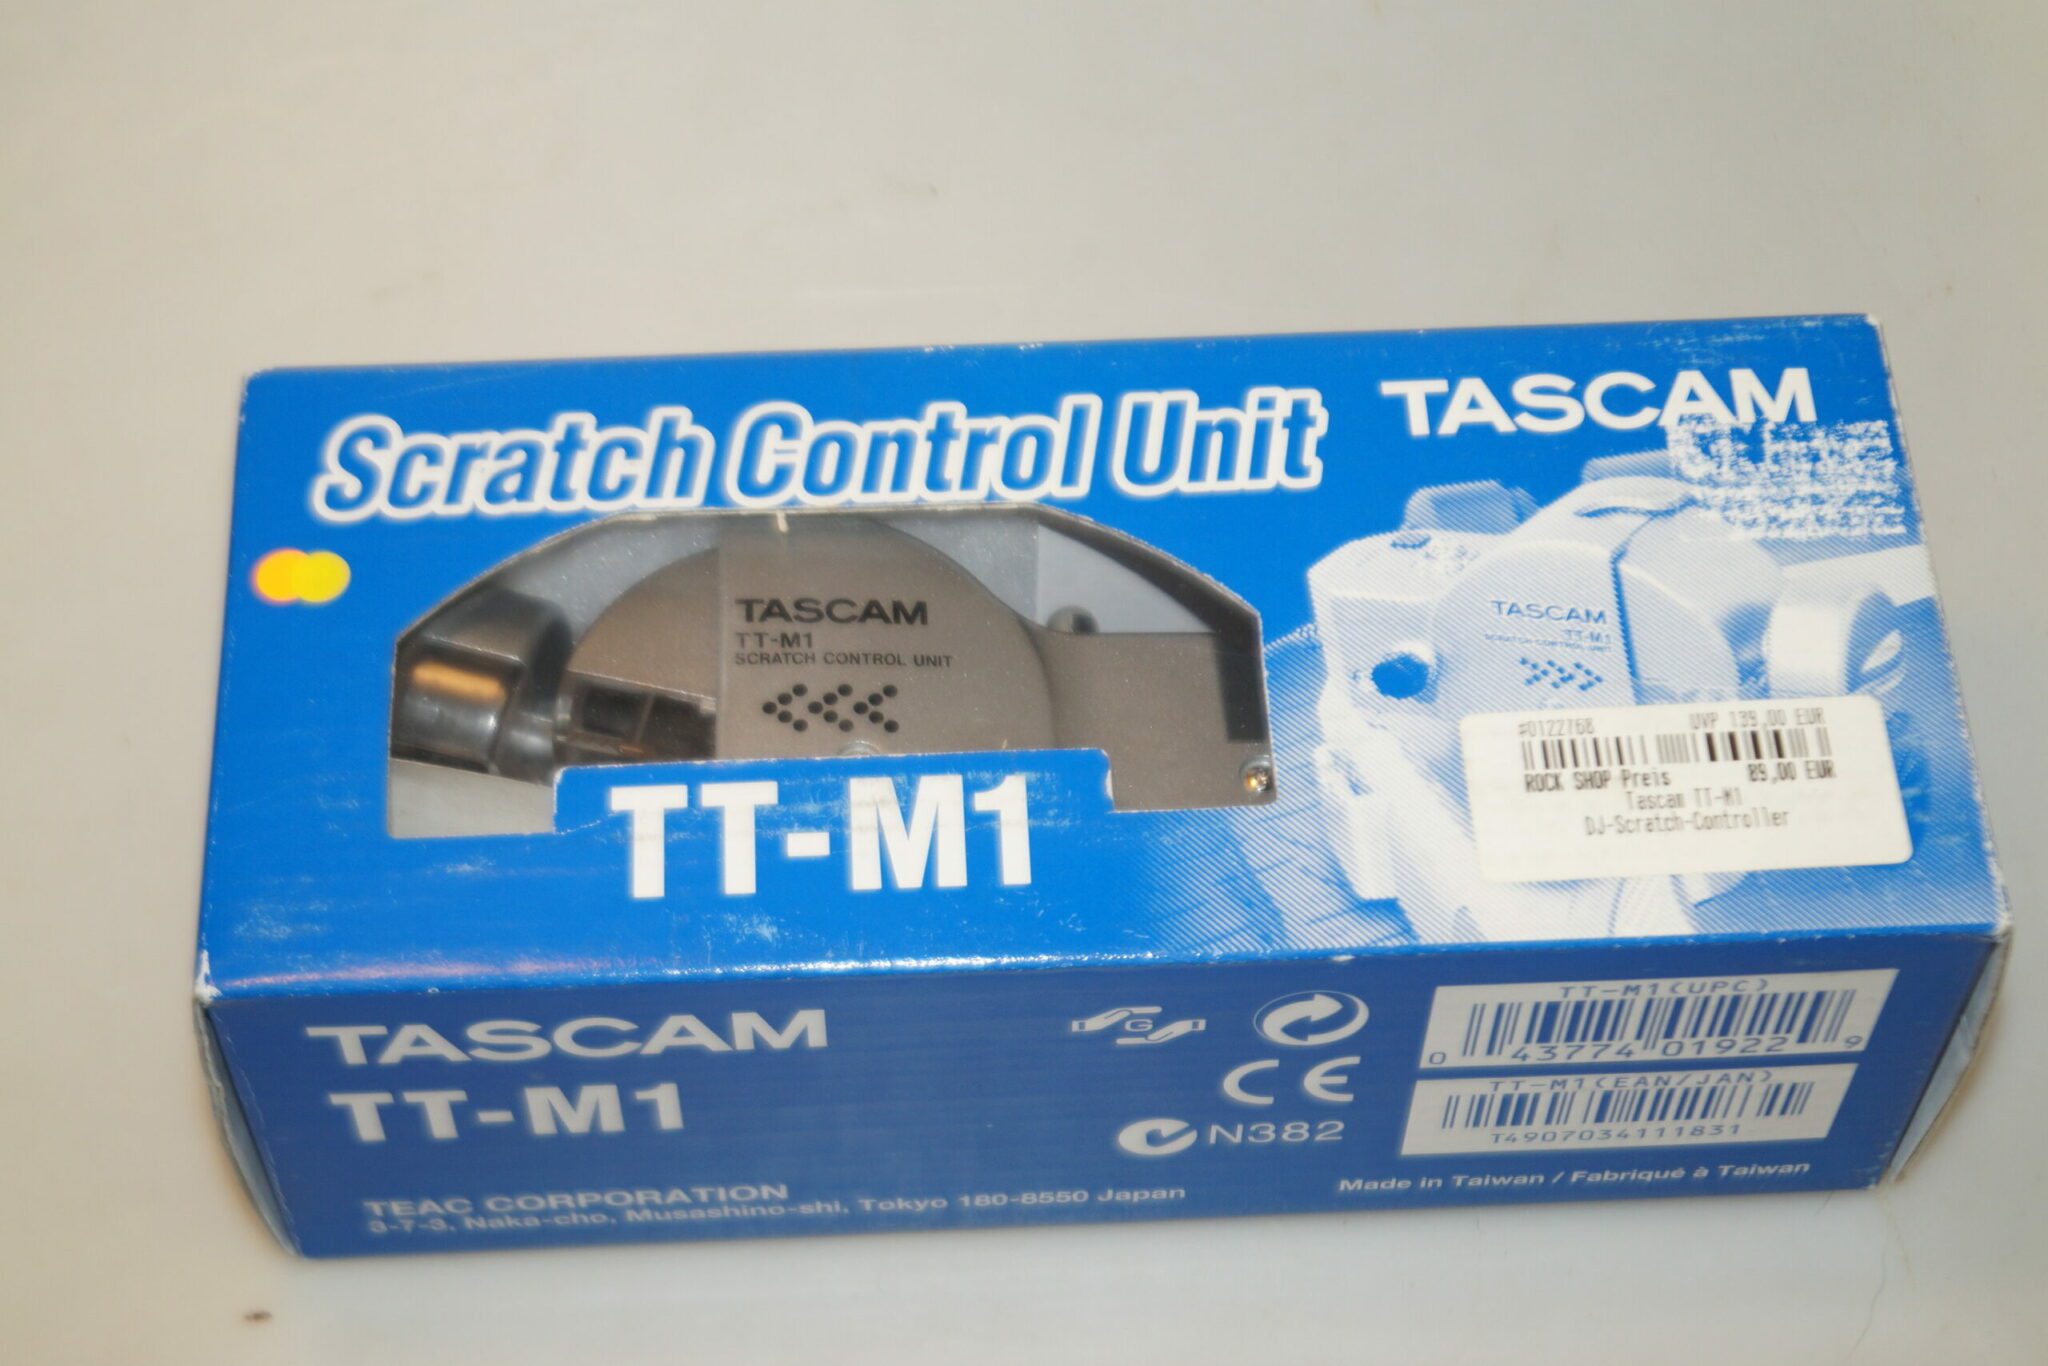 Scratch Control Unit
TASCAM
TASCAM
TT-M1
SCRATCH CONTROL UNIT
TASCAM
TT-M1
SCRATCH CONTROL UNIT
TT-M1
#0122768 UVP 139,00 EUR
ROCK SHOP Preis 89,00 EUR
Tascam TT-M1
DJ-Scratch-Controller
TASCAM
TT-M1
TEAC CORPORATION
3-7-3, Naka-cho, Musashino-shi, Tokyo 180-8550 Japan
G
CE
N382
TT-M1(UPC)
0 43774 01922 9
TT-M1(EAN/JAN)
T4907034111831
Made in Taiwan / Fabriqué à Taiwan